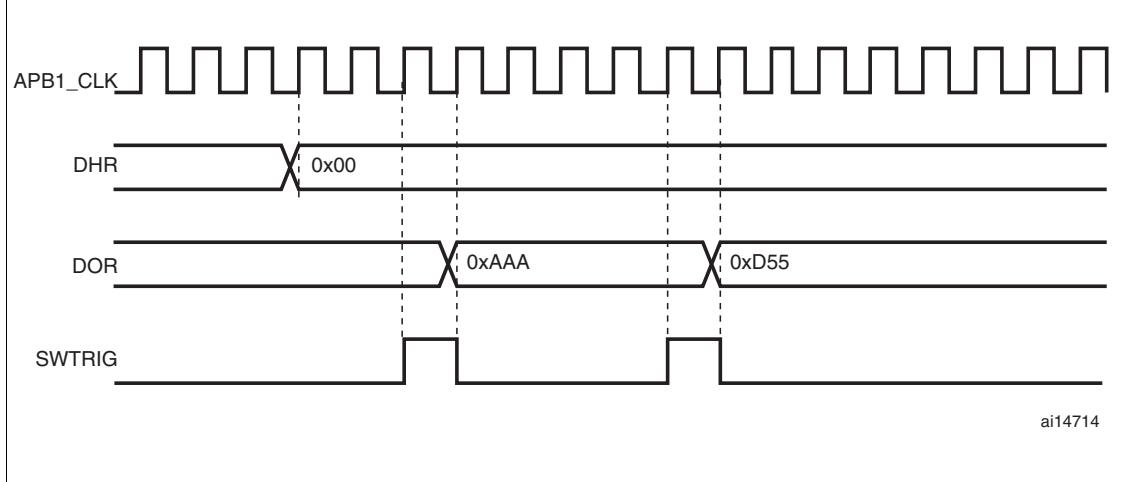 APB1_CLK
DHR
0x00
DOR
0xAAA
0xD55
SWTRIG
ai14714